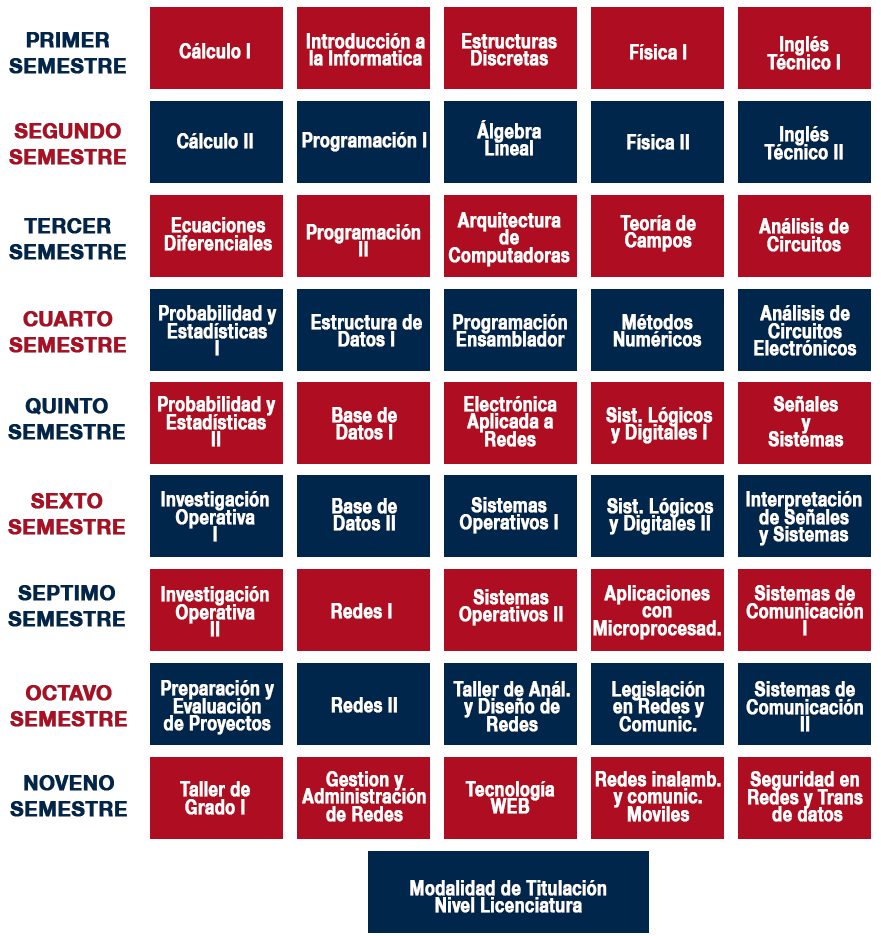 PRIMER
SEMESTRE
Cálculo I
Introducción a
la Informatica
Estructuras
Discretas
Física I
Inglés
Técnico I
SEGUNDO
SEMESTRE
Cálculo II
Programación I
Álgebra
Lineal
Física II
Inglés
Técnico II
TERCER
SEMESTRE
Ecuaciones
Diferenciales
Programación
II
Arquitectura
de
Computadoras
Teoría de
Campos
Análisis de
Circuitos
CUARTO
SEMESTRE
Probabilidad y
Estadísticas
I
Estructura de
Datos I
Programación
Ensamblador
Métodos
Numéricos
Análisis de
Circuitos
Electrónicos
QUINTO
SEMESTRE
Probabilidad y
Estadísticas
II
Base de
Datos I
Electrónica
Aplicada a
Redes
Sist. Lógicos
y Digitales I
Señales
y
Sistemas
SEXTO
SEMESTRE
Investigación
Operativa
I
Base de
Datos II
Sistemas
Operativos I
Sist. Lógicos
y Digitales II
Interpretación
de Señales
y Sistemas
SEPTIMO
SEMESTRE
Investigación
Operativa
II
Redes I
Sistemas
Operativos II
Aplicaciones
con
Microprocesad.
Sistemas de
Comunicación
I
OCTAVO
SEMESTRE
Preparación y
Evaluación
de Proyectos
Redes II
Taller de Anál.
y Diseño de
Redes
Legislación
en Redes y
Comunic.
Sistemas de
Comunicación
II
NOVENO
SEMESTRE
Taller de
Grado I
Gestion y
Administración
de Redes
Tecnología
WEB
Redes inalamb.
y comunic.
Moviles
Seguridad en
Redes y Trans
de datos
Modalidad de Titulación
Nivel Licenciatura